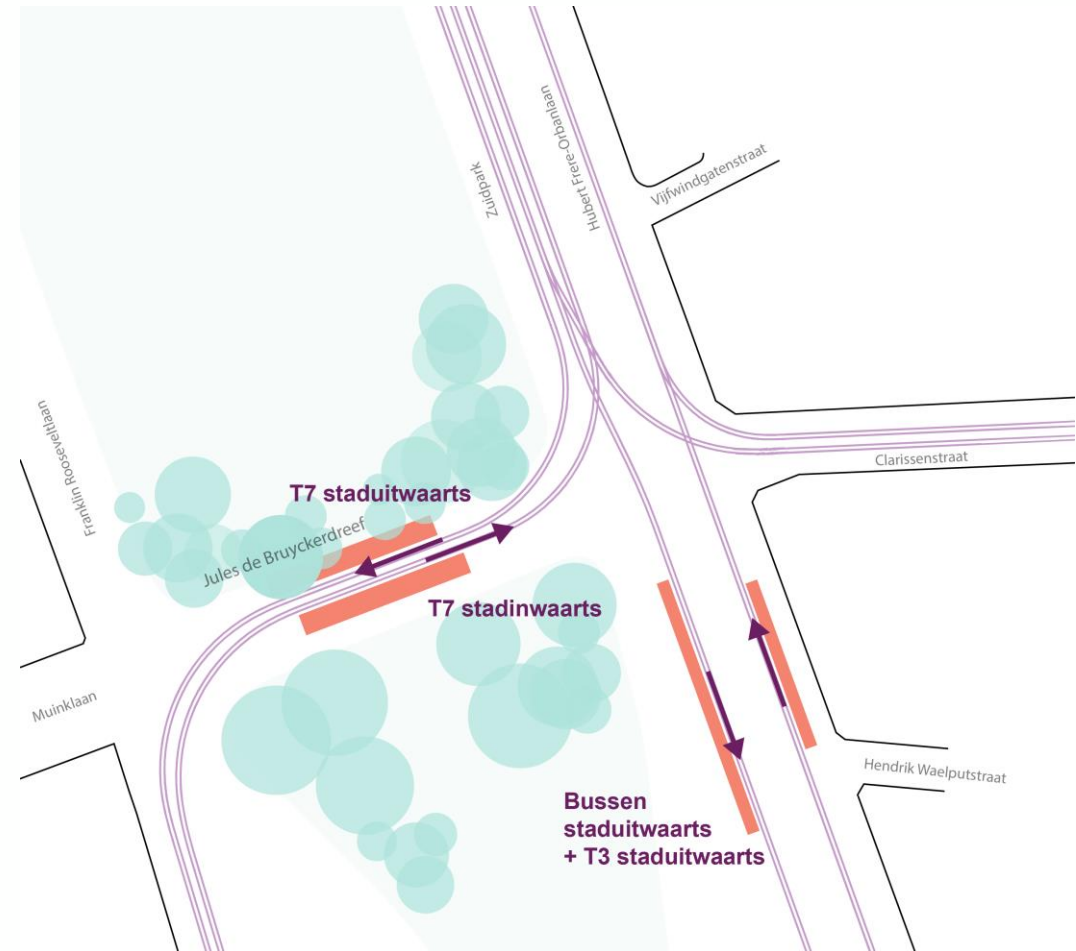 Zuidpark
Hubert Frere-Orbanlaan
Vijfwindgatenstraat
Franklin Rooseveltlaan
Clarissenstraat
T7 staduitwaarts
Jules de Bruyckerdreef
T7 stadinwaarts
Muinklaan
Hendrik Waelputstraat
Bussen
staduitwaarts
+ T3 staduitwaarts